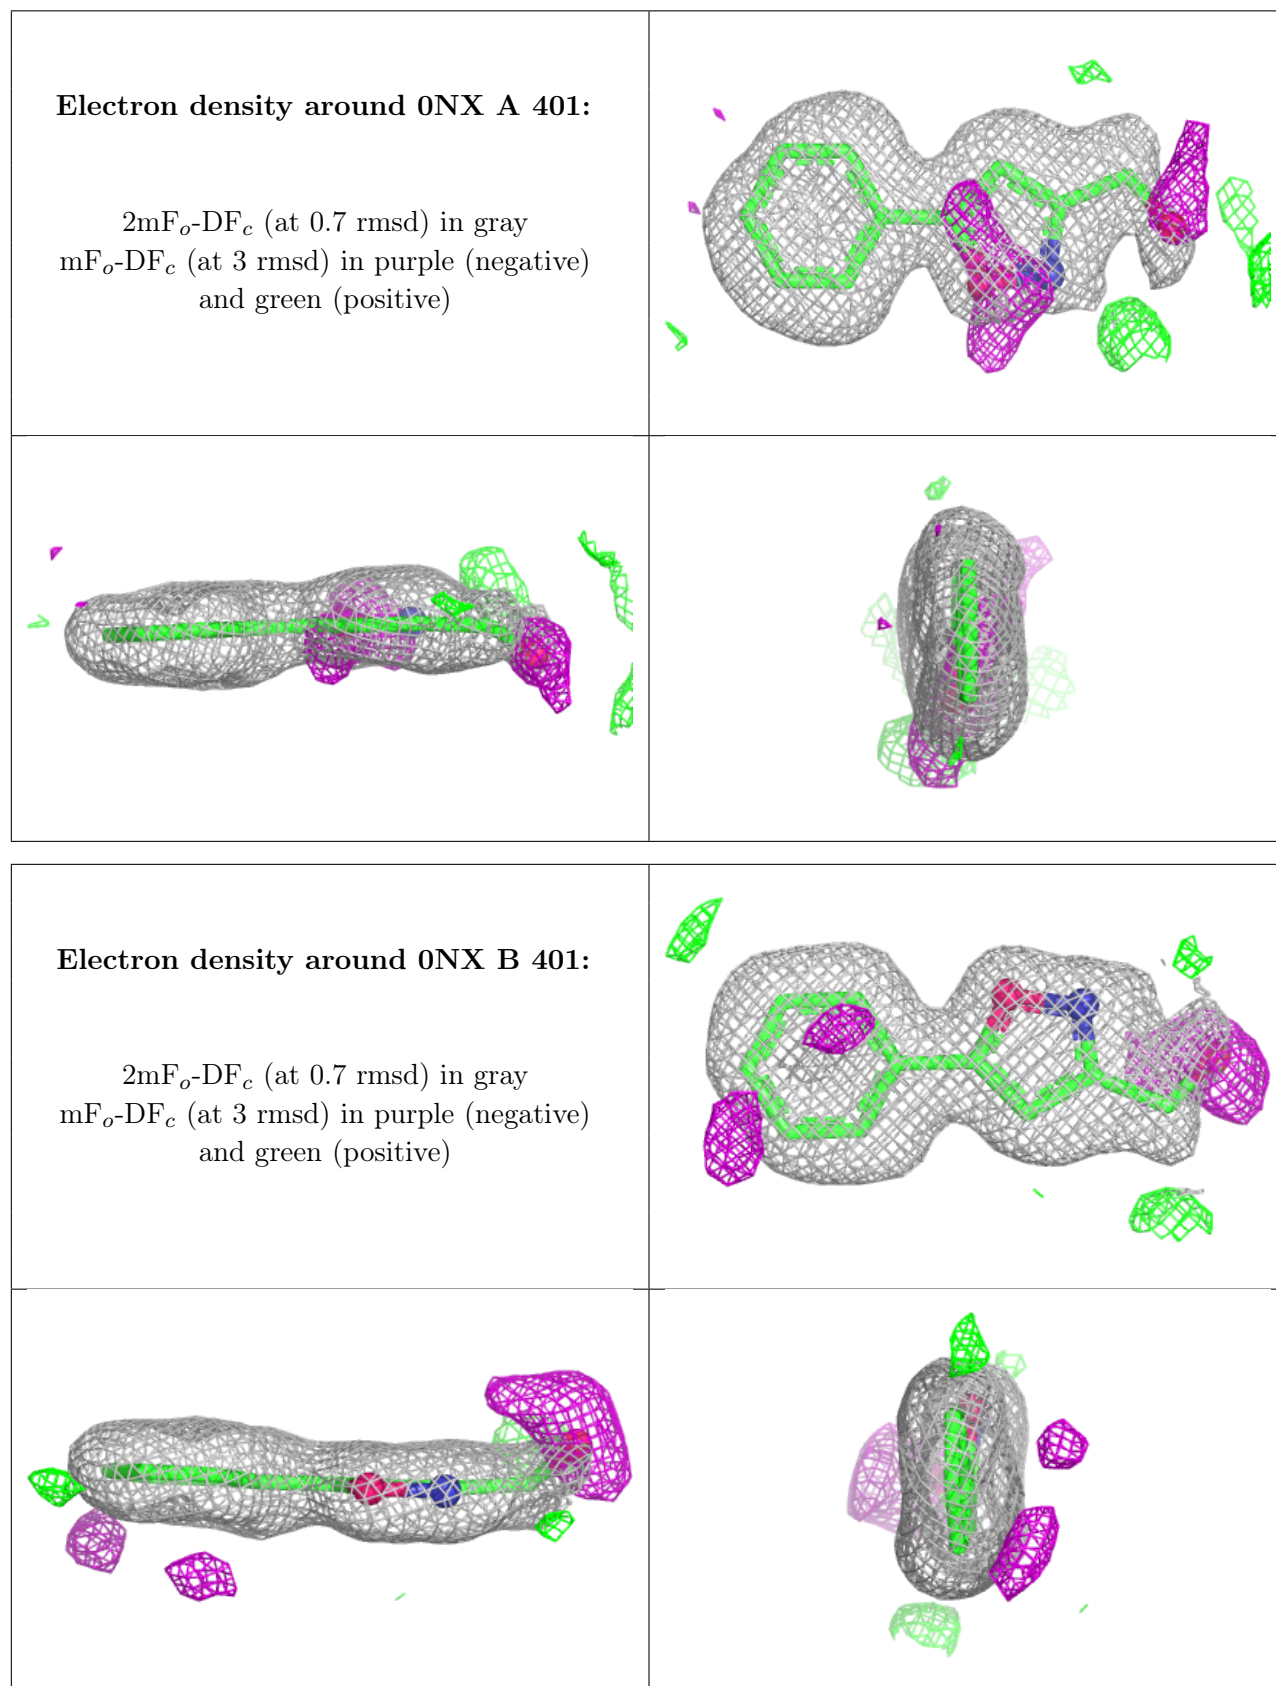 Electron density around 0NX A 401:
2mFo-DFc (at 0.7 rmsd) in gray
mFo-DFc (at 3 rmsd) in purple (negative)
and green (positive)
Electron density around 0NX B 401:
2mFo-DFc (at 0.7 rmsd) in gray
mFo-DFc (at 3 rmsd) in purple (negative)
and green (positive)